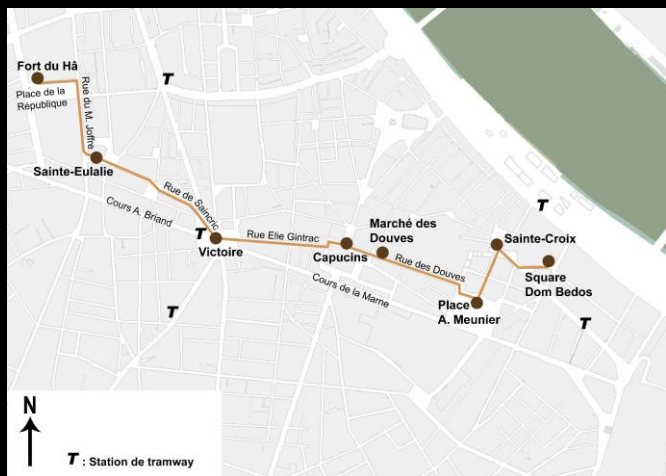 Fort du Hâ
Place de la
République
Rue du M. Joffre
T
Sainte-Eulalie
Rue de Saincric
Cours A. Briand
T
Victoire
Rue Elie Gintrac
Capucins
Marché des
Douves
Rue des Douves
Cours de la Marne
T
Sainte-Croix
Square
Dom Bedos
Place
A. Meunier
T
T
N
T : Station de tramway